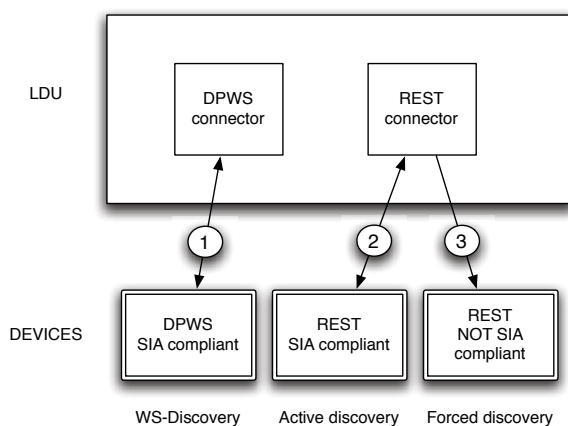 LDU
DPWS
connector
REST
connector
1
2
3
DEVICES
DPWS
SIA compliant
REST
SIA compliant
REST
NOT SIA
compliant
WS-Discovery
Active discovery
Forced discovery